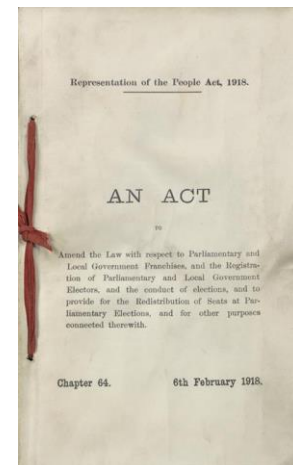 Representation of the People Act, 1918.
AN ACT
TO
Amend the Law with respect to Parliamentary and
Local Government Franchises, and the Registra-
tion of Parliamentary and Local Government
Electors, and the conduct of elections, and to
provide for the Redistribution of Seats at Par-
liamentary Elections, and for other purposes
connected therewith.
Chapter 64. 6th February 1918.